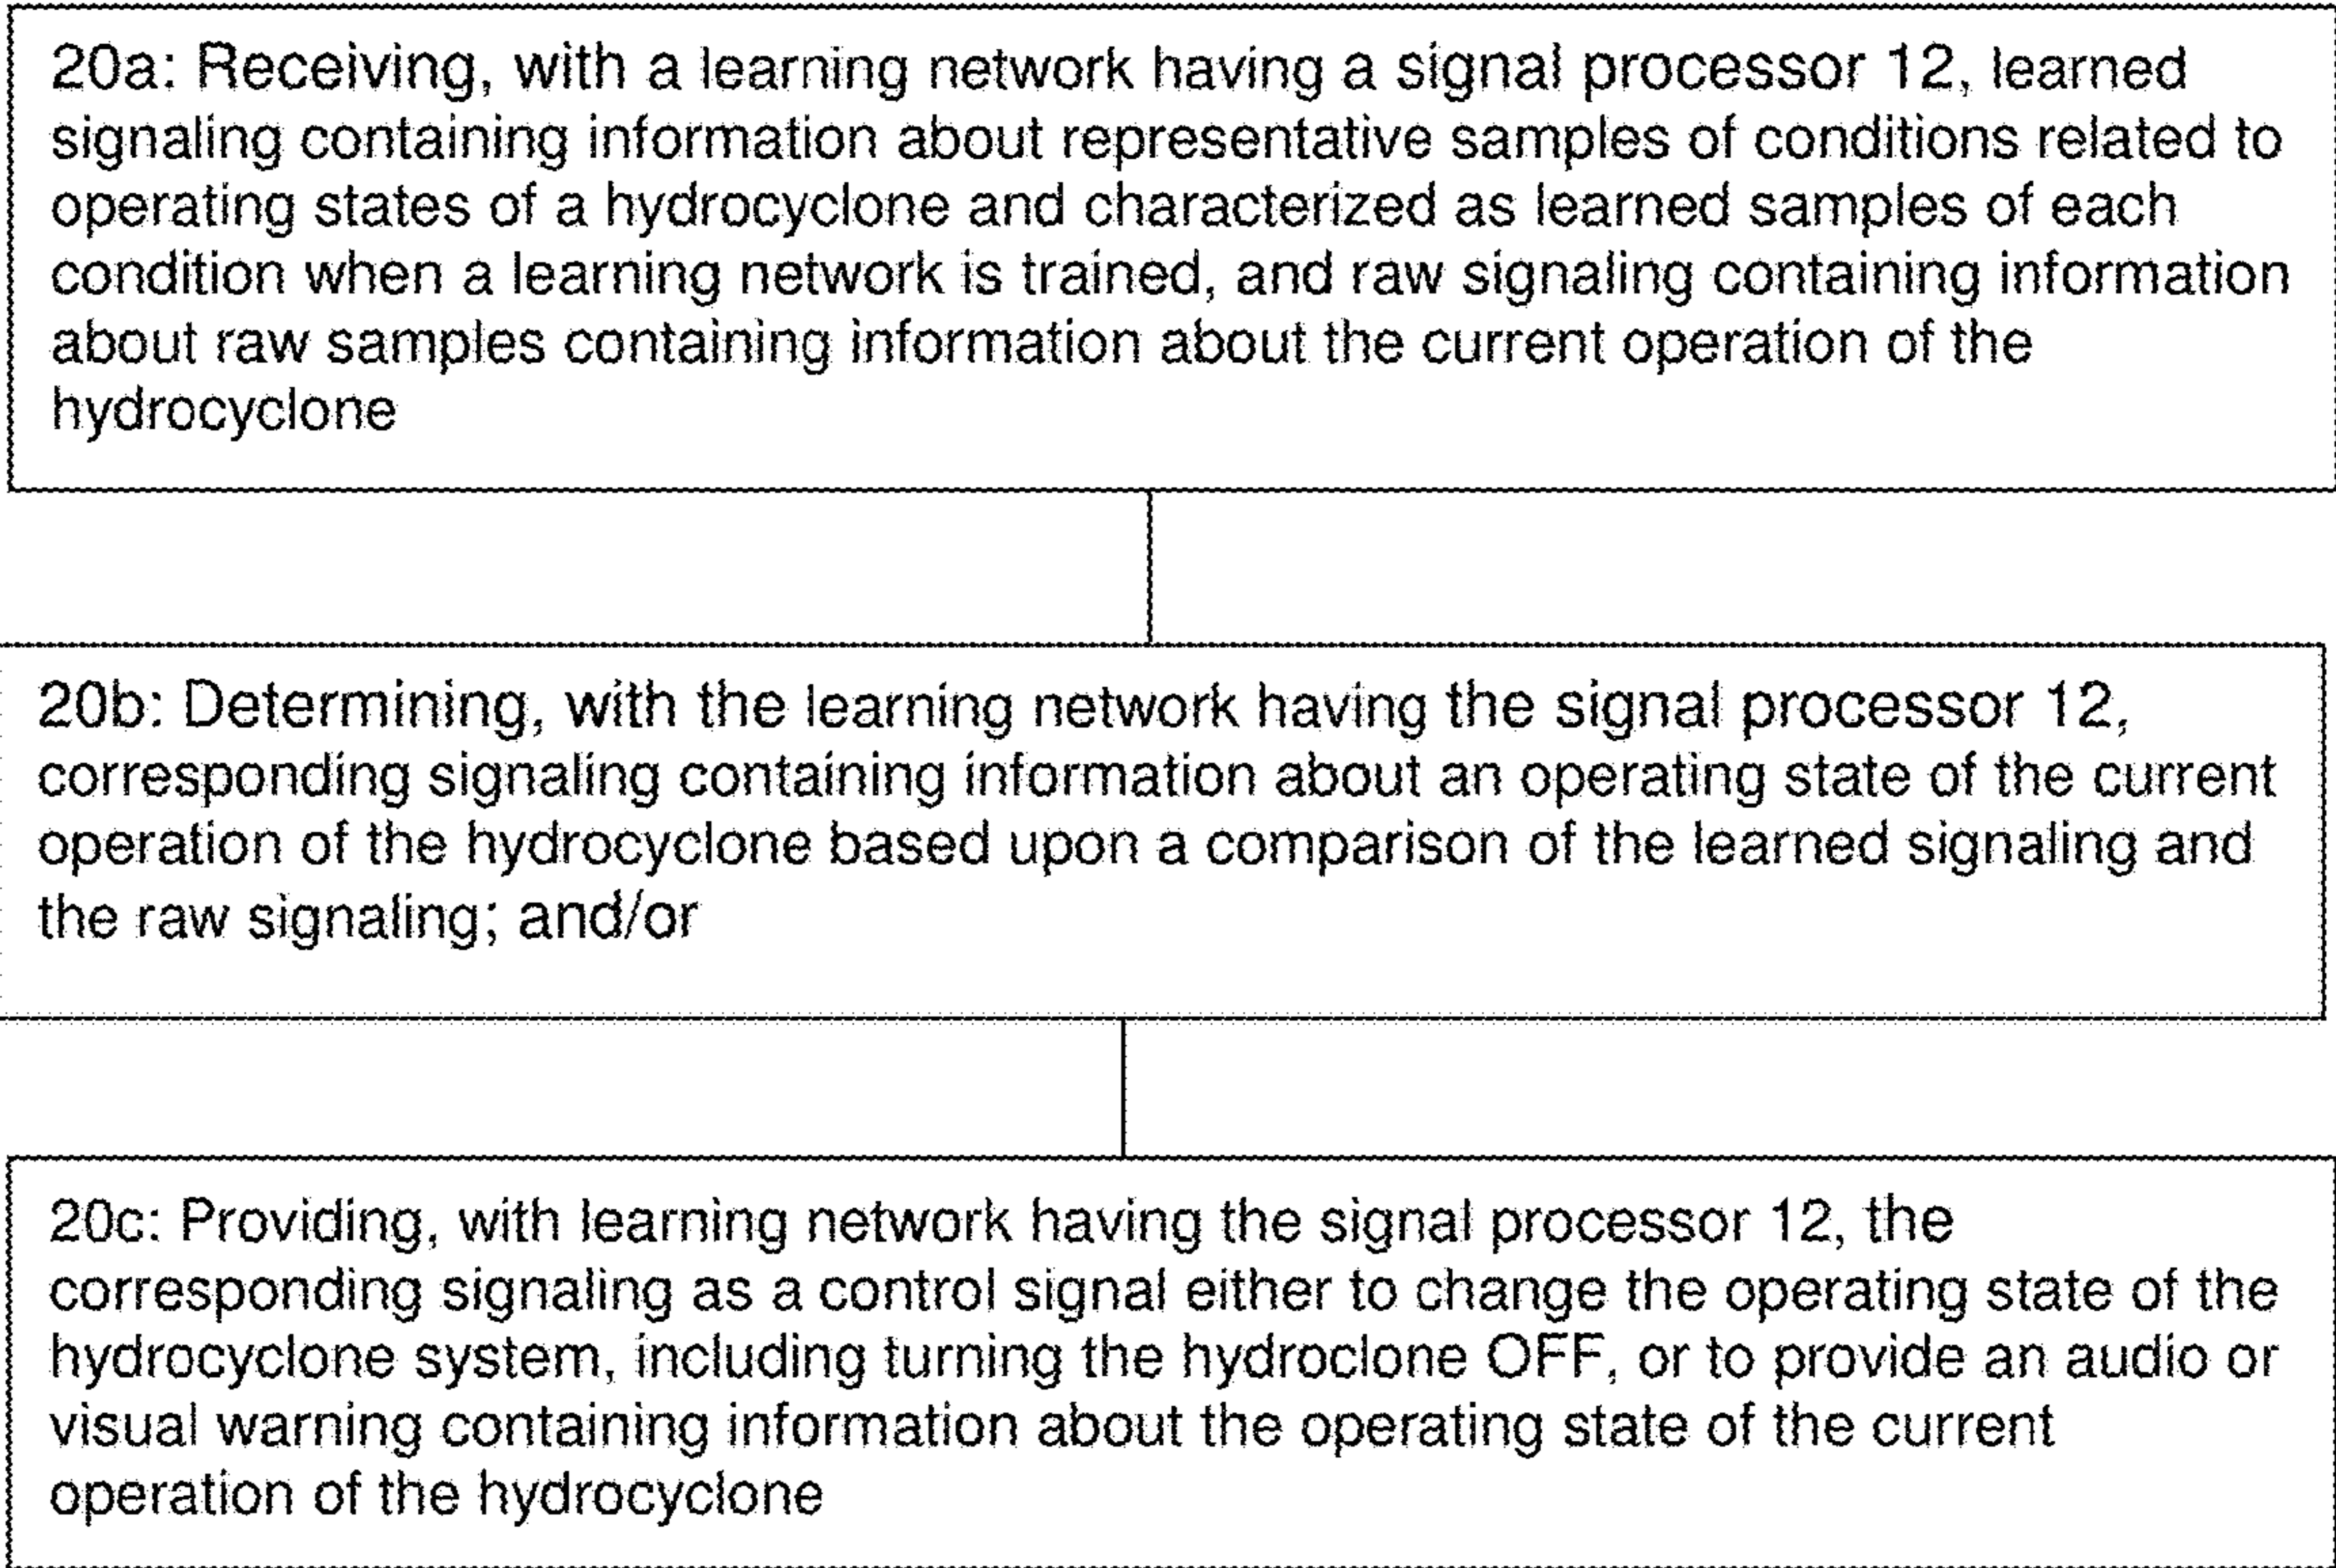 20a: Receiving, with a learning network having a signal processor 12, learned
signaling containing information about representative samples of conditions related to
operating states of a hydrocyclone and characterized as learned samples of each
condition when a learning network is trained, and raw signaling containing information
about raw samples containing information about the current operation of the
hydrocyclone
20b: Determining, with the learning network having the signal processor 12,
corresponding signaling containing information about an operating state of the current
operation of the hydrocyclone based upon a comparison of the learned signaling and
the raw signaling; and/or
20c: Providing, with learning network having the signal processor 12, the
corresponding signaling as a control signal either to change the operating state of the
hydrocyclone system, including turning the hydroclone OFF, or to provide an audio or
visual warning containing information about the operating state of the current
operation of the hydrocyclone